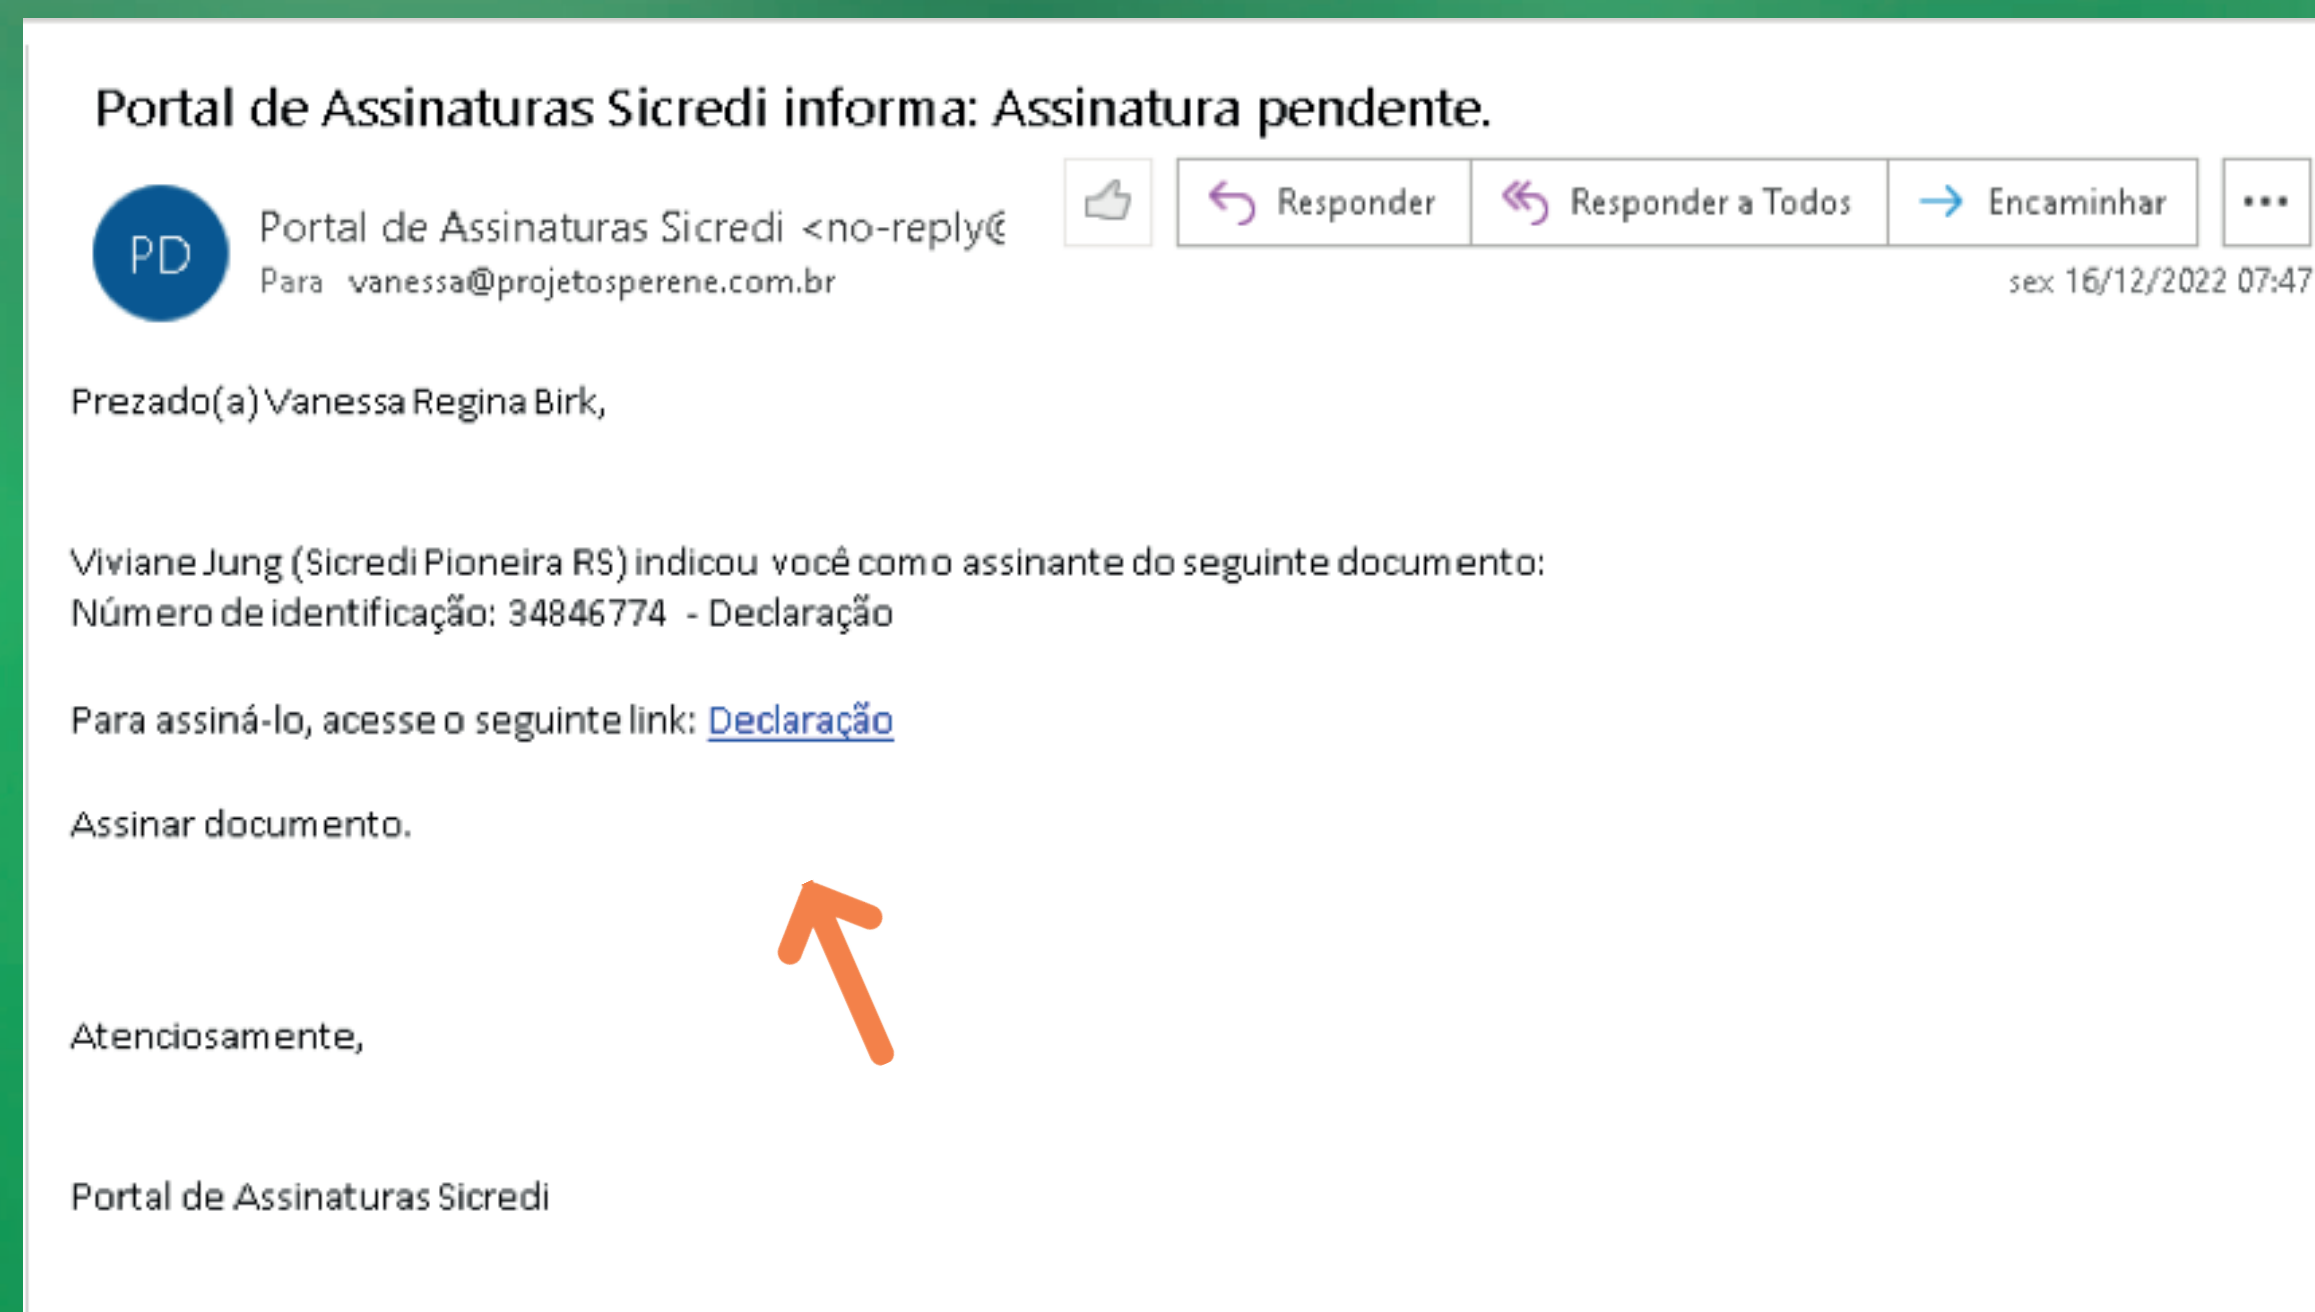 Portal de Assinaturas Sicredi informa: Assinatura pendente.
PD
Portal de Assinaturas Sicredi <no-reply@
Responder
Responder a Todos
Encaminhar
Para vanessa@projetosperene.com.br
sex 16/12/2022 07:47
Prezado(a) Vanessa Regina Birk,
Viviane Jung (Sicredi Pioneira RS) indicou você como assinante do seguinte documento:
Número de identificação: 34846774 - Declaração
Para assiná-lo, acesse o seguinte link: Declaração
Assinar documento.
Atenciosamente,
Portal de Assinaturas Sicredi